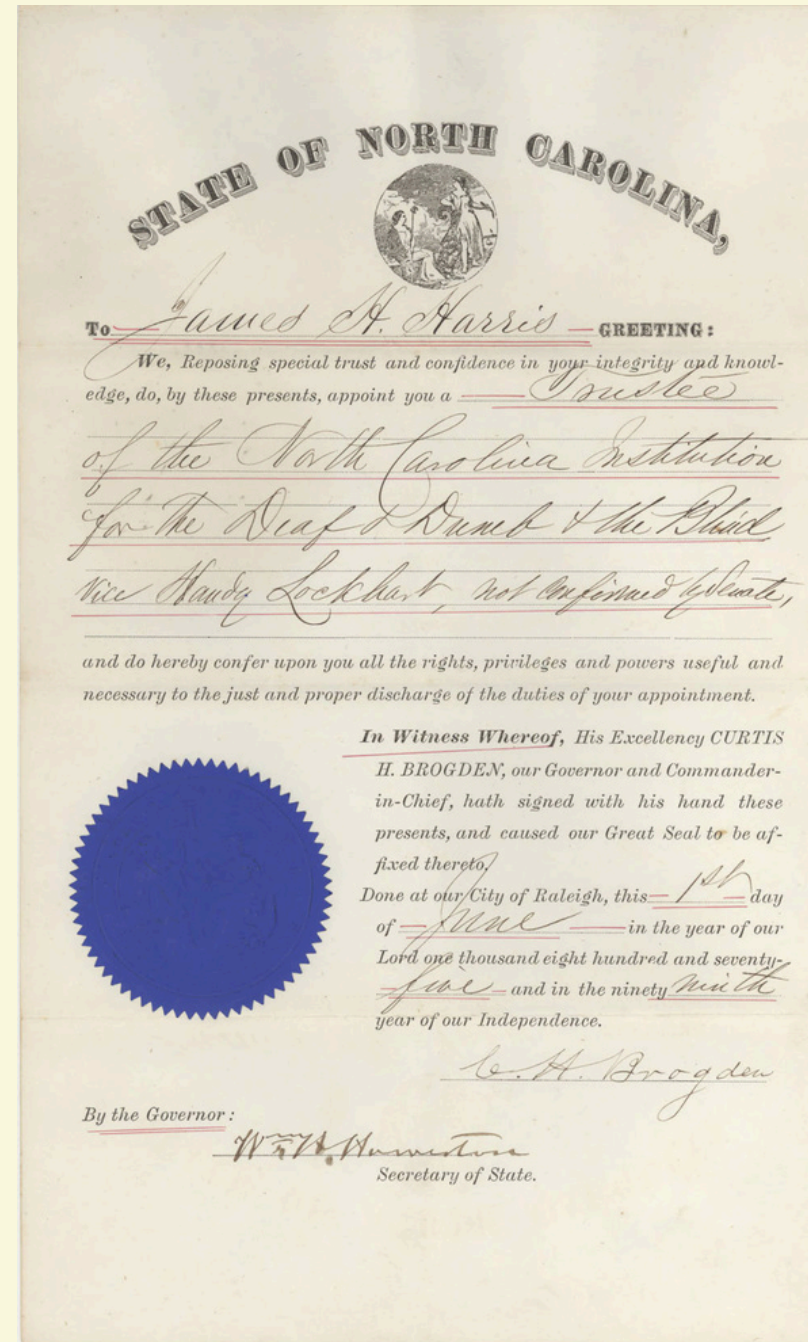 STATE OF NORTH CAROLINA,
To James H. Harris GREETING:
We, Reposing special trust and confidence in your integrity and knowl-
edge, do, by these presents, appoint you a Trustee
of the North Carolina Institution
for the Deaf & Dumb & the Blind
vice Handy Lockhart, not confirmed by Senate,
and do hereby confer upon you all the rights, privileges and powers useful and
necessary to the just and proper discharge of the duties of your appointment.
In Witness Whereof, His Excellency CURTIS
H. BROGDEN, our Governor and Commander-
in-Chief, hath signed with his hand these
presents, and caused our Great Seal to be af-
fixed thereto.
Done at our City of Raleigh, this 1st day
of June in the year of our
Lord one thousand eight hundred and seventy-
five and in the ninety ninth
year of our Independence.
C. H. Brogden
By the Governor:
Wm H. Howerton
Secretary of State.